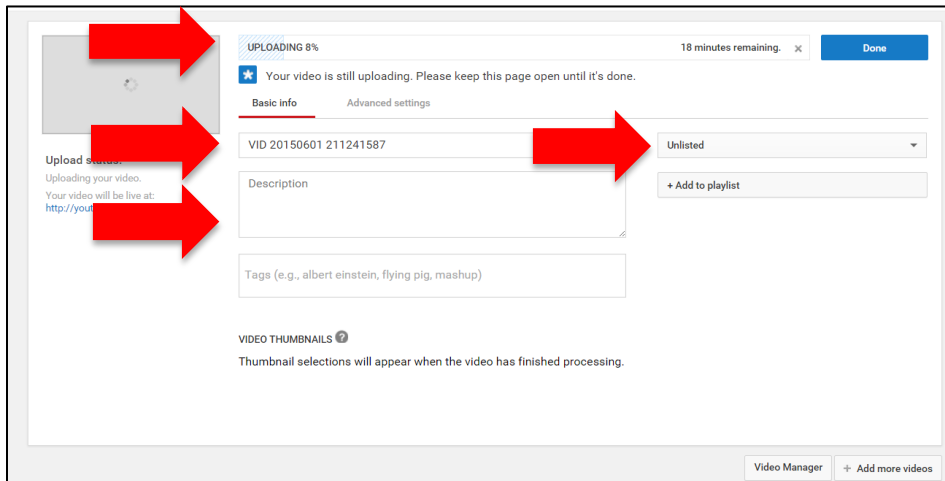 UPLOADING 8%
18 minutes remaining.
Done
Your video is still uploading. Please keep this page open until it's done.
Basic info
Advanced settings
VID 20150601 211241587
Unlisted
Upload status:
Uploading your video.
Your video will be live at:
http://yout
Description
+ Add to playlist
Tags (e.g., albert einstein, flying pig, mashup)
VIDEO THUMBNAILS ?
Thumbnail selections will appear when the video has finished processing.
Video Manager
+ Add more videos